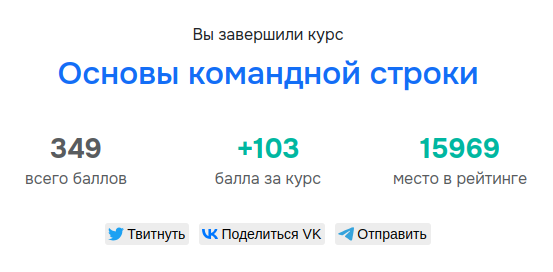 Вы завершили курс
Основы командной строки
349 +103 15969
всего баллов балла за курс место в рейтинге
Твитнуть Поделиться VK Отправить